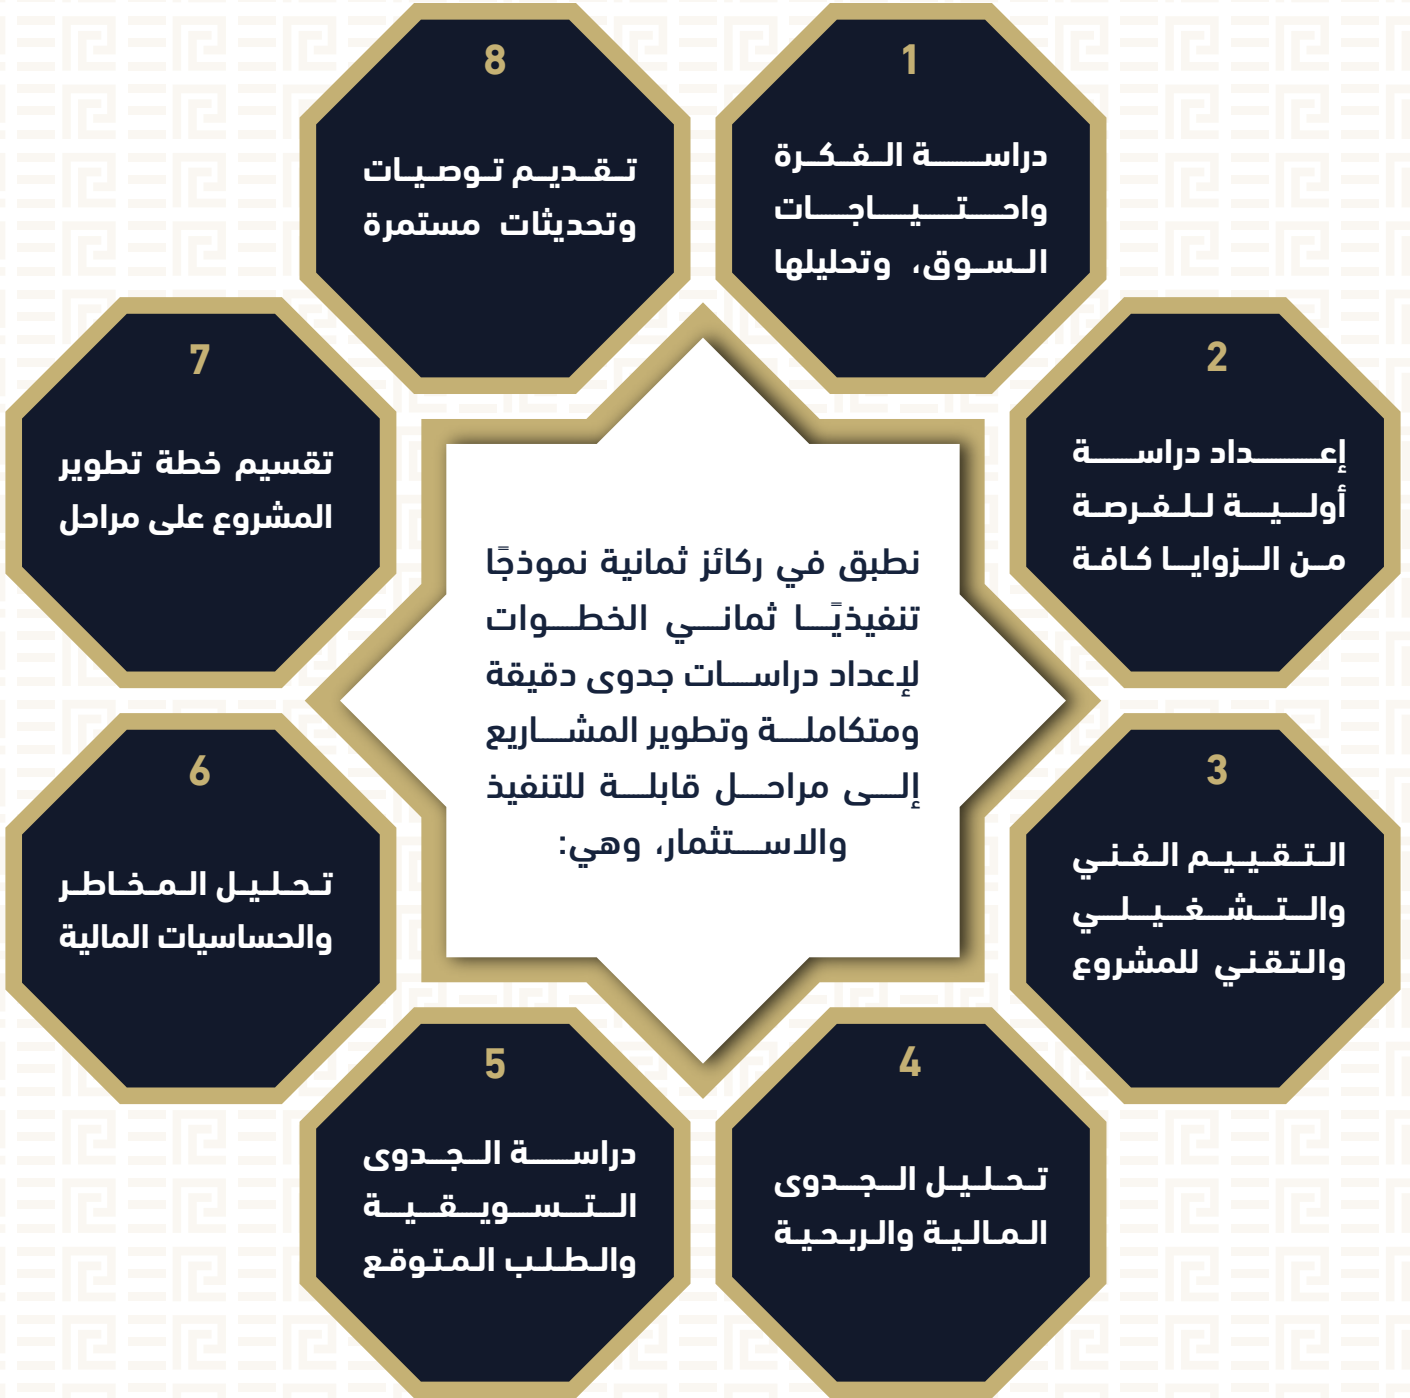 نطبق في ركائز ثمانية نموذجًا
تنفيذيًا ثماني الخطوات
لإعداد دراسات جدوى دقيقة
ومتكاملة وتطوير المشاريع
إلى مراحل قابلة للتنفيذ
والاستثمار، وهي:
1
دراسة الفكرة
واحتياجات
السوق، وتحليلها
2
إعداد دراسة
أولية للفرصة
من الزوايا كافة
3
التقييم الفني
والتشغيلي
والتقني للمشروع
4
تحليل الجدوى
المالية والربحية
5
دراسة الجدوى
التسويقية
والطلب المتوقع
6
تحليل المخاطر
والحساسيات المالية
7
تقسيم خطة تطوير
المشروع على مراحل
8
تقديم توصيات
وتحديثات مستمرة